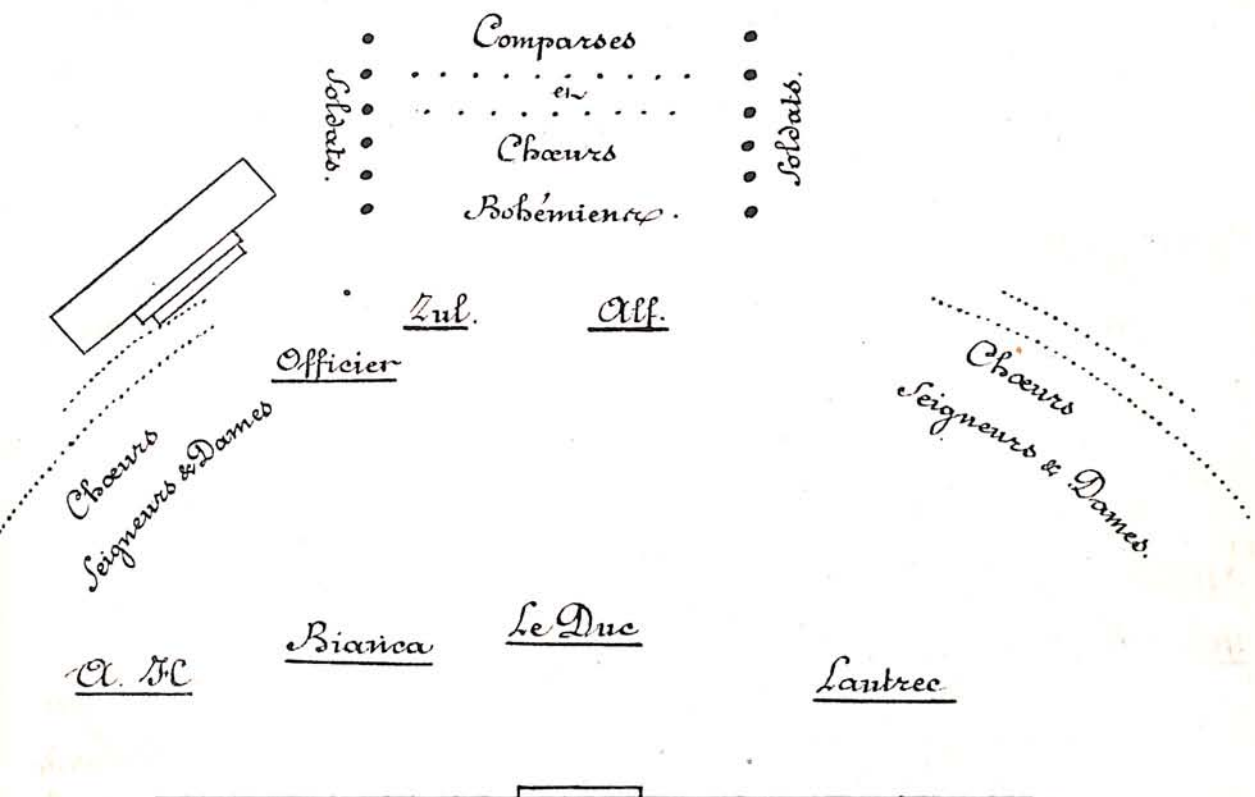 Comparses
Soldats.
et
Soldats.
Chœurs
Bohémiens.
Zul.
Alf.
Officier
Chœurs
Seigneurs & Dames
Chœurs
Seigneurs & Dames.
Bianca
Le Duc
A. H
Lautrec